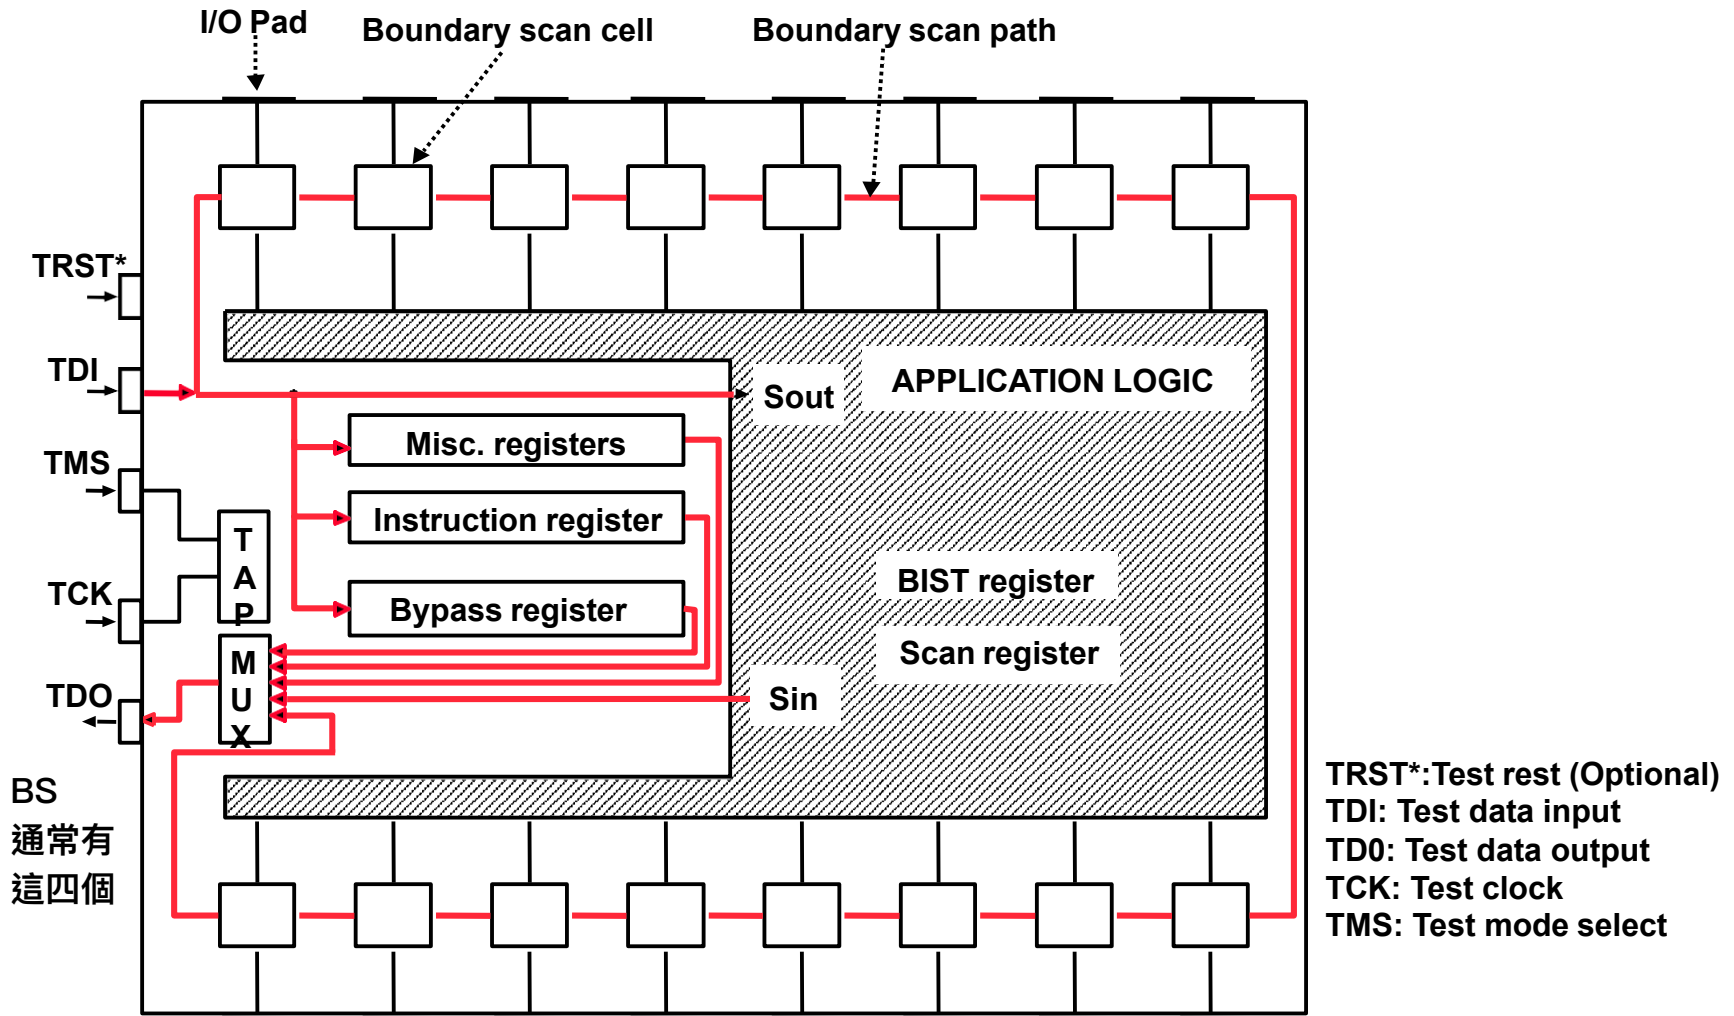 I/O Pad
Boundary scan cell
Boundary scan path
TRST*
TDI
TMS
TCK
TDO
TAP
MUX
Misc. registers
Instruction register
Bypass register
Sout
APPLICATION LOGIC
BIST register
Scan register
Sin
BS
通常有
這四個
TRST*:Test rest (Optional)
TDI: Test data input
TD0: Test data output
TCK: Test clock
TMS: Test mode select